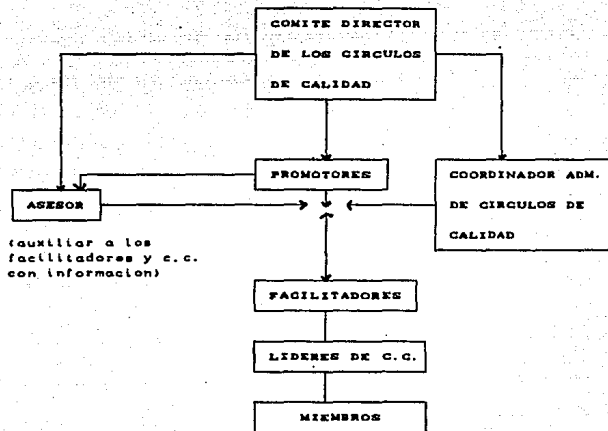 COMITE DIRECTOR
DE LOS CIRCULOS
DE CALIDAD
PROMOTORES
COORDINADOR ADM.
DE CIRCULOS DE
CALIDAD
ASESOR
(auxiliar a los
facilitadores y c.c.
con informacion)
FACILITADORES
LIDERES DE C.C.
MIEMBROS